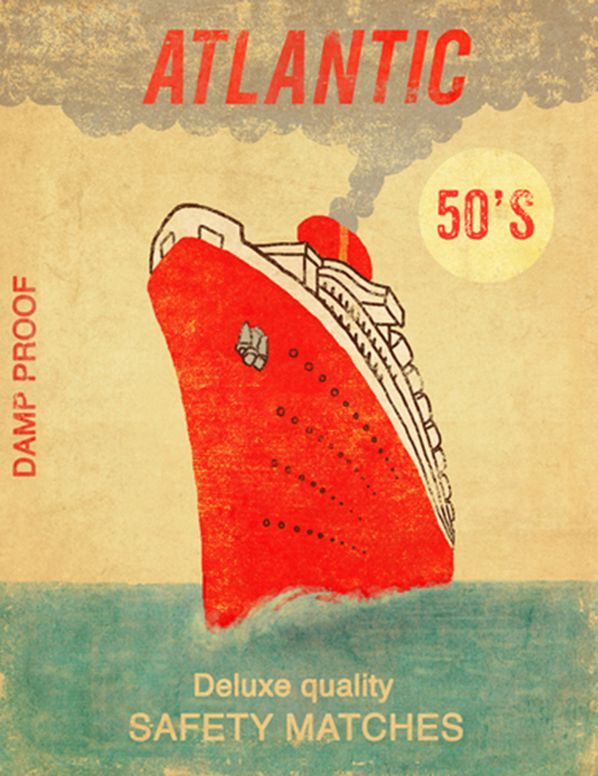 ATLANTIC
50'S
DAMP PROOF
Deluxe quality
SAFETY MATCHES